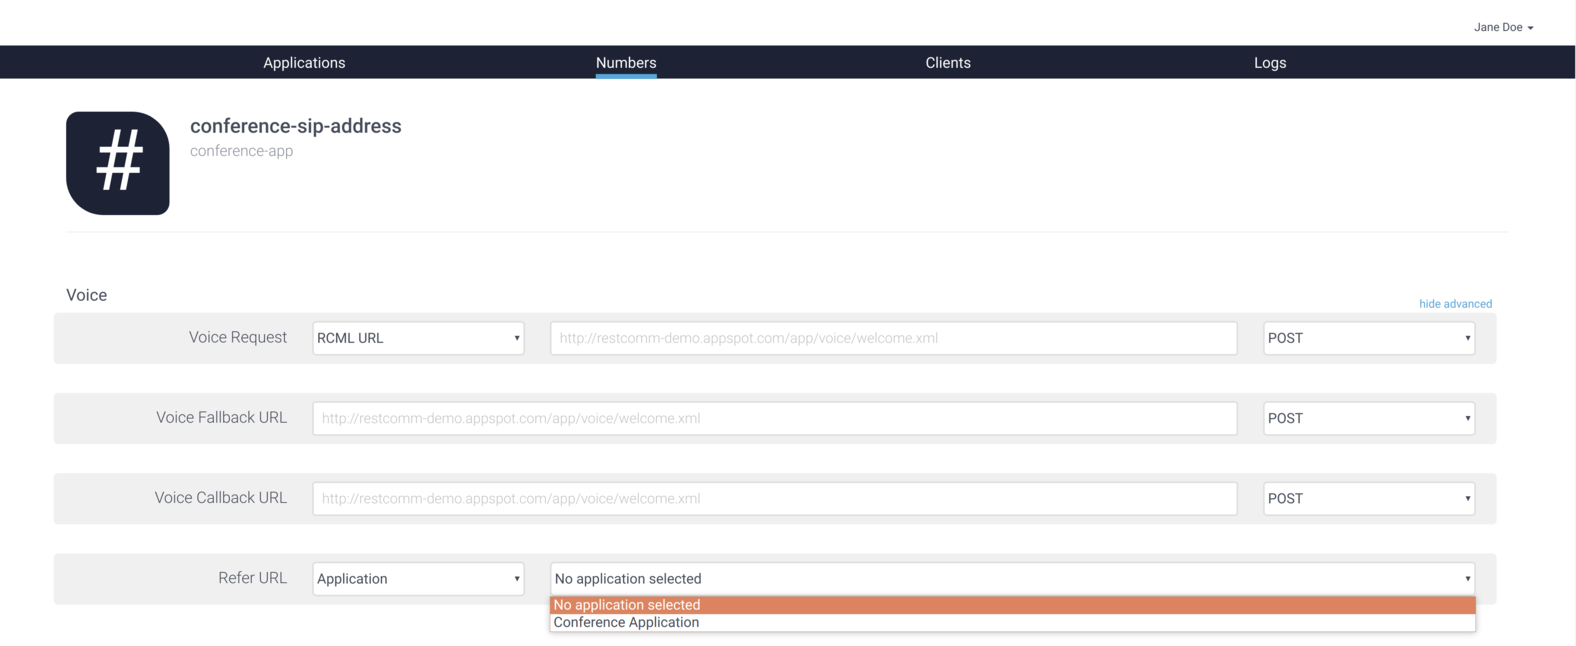 Jane Doe
Applications Numbers Clients Logs
#
conference-sip-address
conference-app
Voice
hide advanced
Voice Request RCML URL http://restcomm-demo.appspot.com/app/voice/welcome.xml POST
Voice Fallback URL http://restcomm-demo.appspot.com/app/voice/welcome.xml POST
Voice Callback URL http://restcomm-demo.appspot.com/app/voice/welcome.xml POST
Refer URL Application No application selected
No application selected
Conference Application